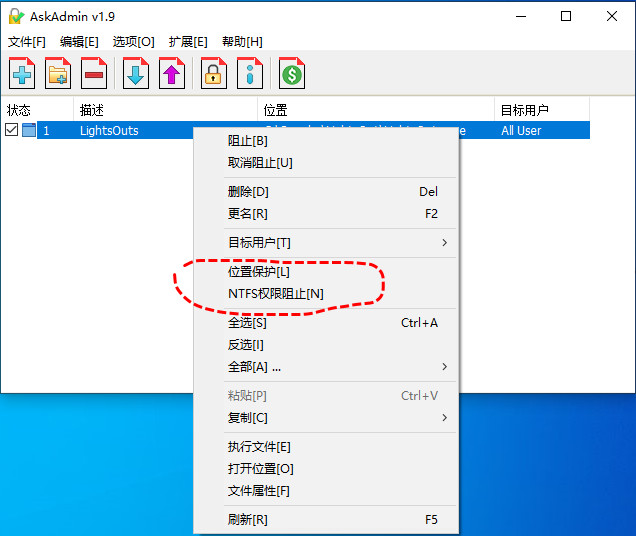 AskAdmin v1.9
文件[F] 编辑[E] 选项[O] 扩展[E] 帮助[H]
状态 描述 位置 目标用户
1 LightsOuts All User
阻止[B]
取消阻止[U]
删除[D] Del
更名[R] F2
目标用户[T]
位置保护[L]
NTFS权限阻止[N]
全选[S] Ctrl+A
反选[I]
全部[A] ...
粘贴[P] Ctrl+V
复制[C]
执行文件[E]
打开位置[O]
文件属性[F]
刷新[R] F5